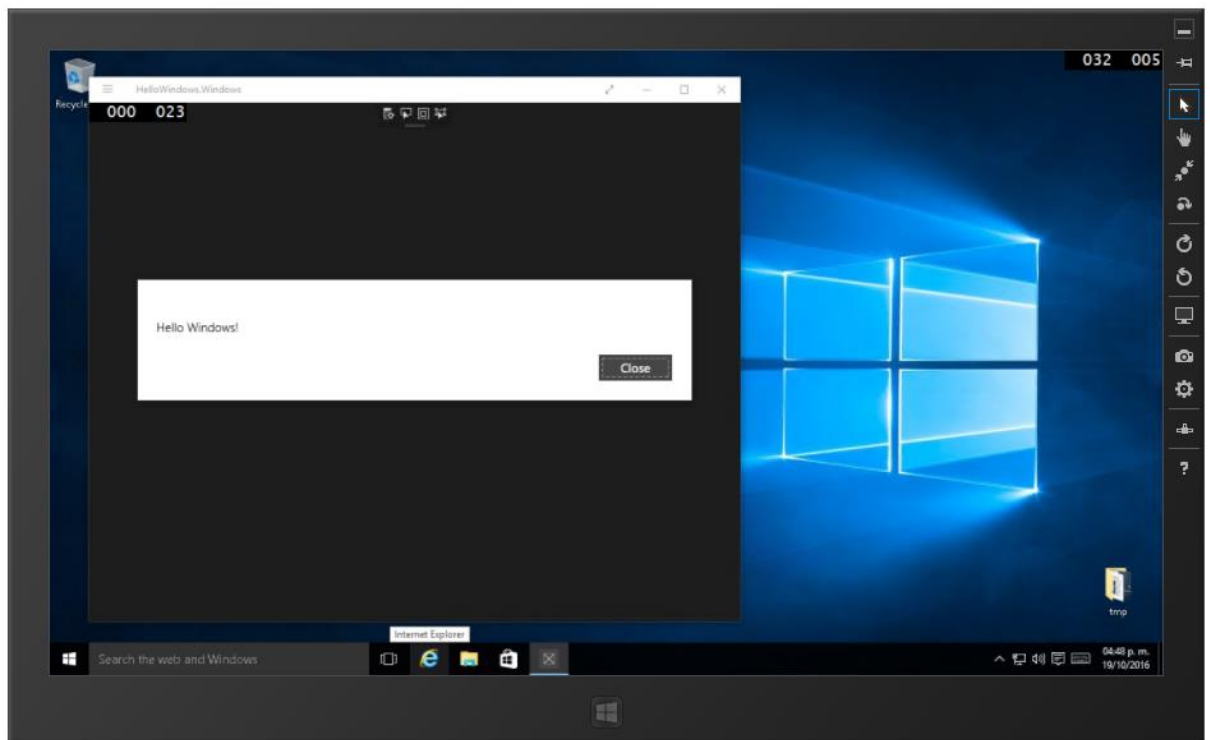 032 005
Recycle
HelloWindows.Windows
000 023
Hello Windows!
Close
tmp
Internet Explorer
Search the web and Windows
04:48 p. m.
19/10/2016
?